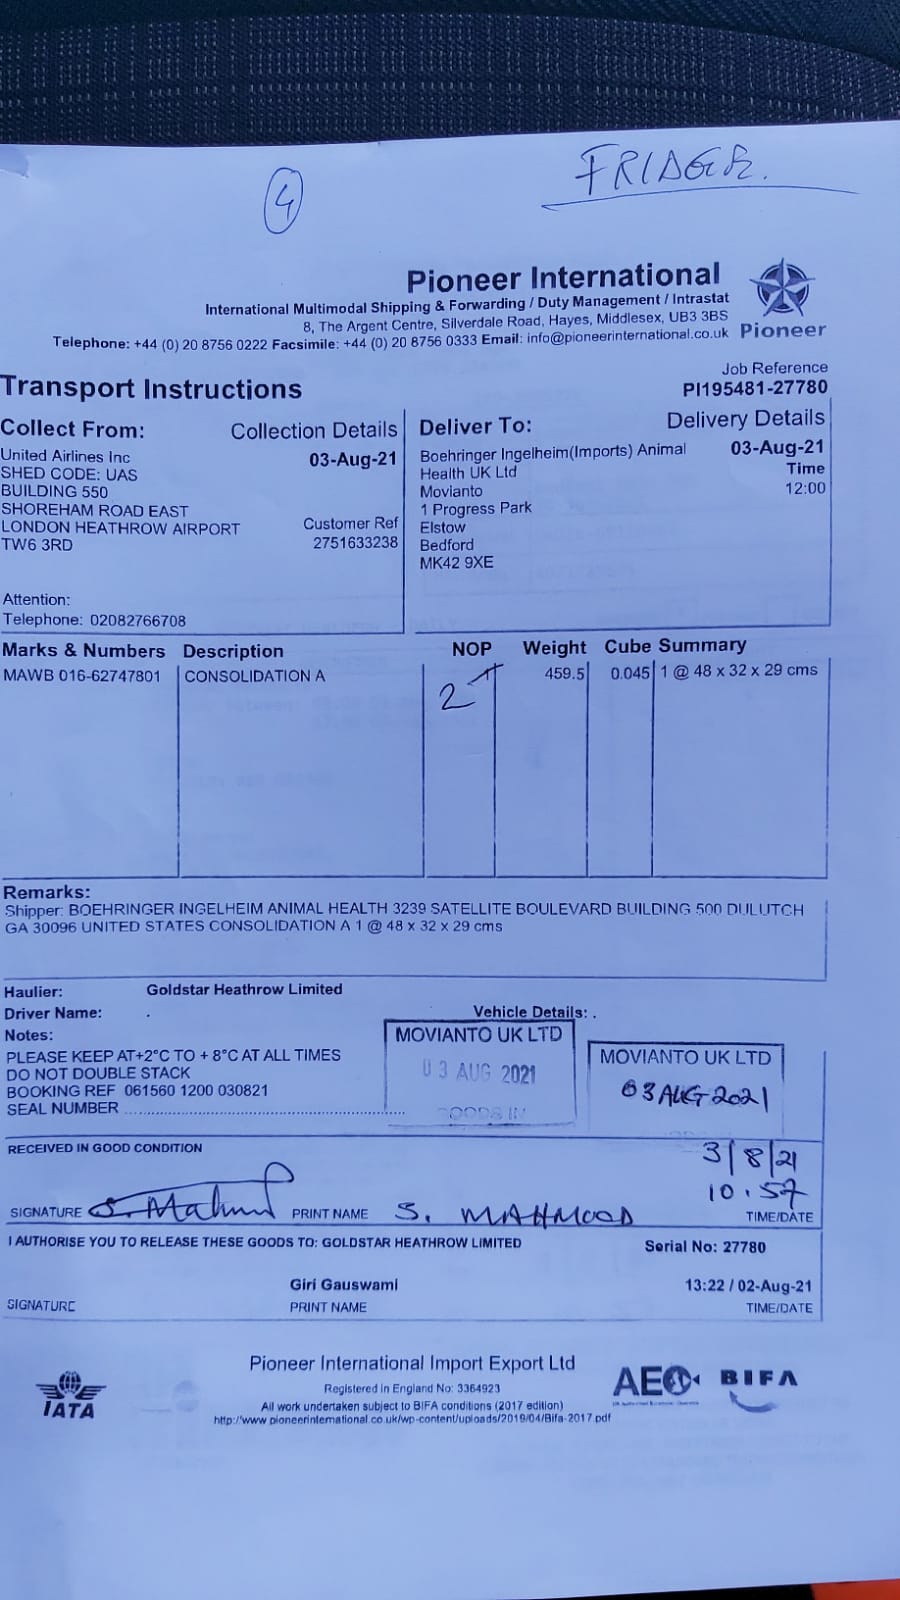 4
FRIDGE.
Pioneer International
International Multimodal Shipping & Forwarding / Duty Management / Intrastat
8, The Argent Centre, Silverdale Road, Hayes, Middlesex, UB3 3BS
Telephone: +44 (0) 20 8756 0222 Facsimile: +44 (0) 20 8756 0333 Email: info@pioneerinternational.co.uk
Pioneer
Transport Instructions
Job Reference
PI195481-27780
Collect From: Collection Details
United Airlines Inc 03-Aug-21
SHED CODE: UAS
BUILDING 550
SHOREHAM ROAD EAST
LONDON HEATHROW AIRPORT Customer Ref
TW6 3RD 2751633238
Attention:
Telephone: 02082766708
Deliver To: Delivery Details
Boehringer Ingelheim(Imports) Animal 03-Aug-21
Health UK Ltd Time
Movianto 12:00
1 Progress Park
Elstow
Bedford
MK42 9XE
Marks & Numbers Description NOP Weight Cube Summary
MAWB 016-62747801 CONSOLIDATION A 459.5 0.045 1 @ 48 x 32 x 29 cms
2
Remarks:
Shipper: BOEHRINGER INGELHEIM ANIMAL HEALTH 3239 SATELLITE BOULEVARD BUILDING 500 DULUTCH
GA 30096 UNITED STATES CONSOLIDATION A 1 @ 48 x 32 x 29 cms
Haulier: Goldstar Heathrow Limited
Driver Name: . Vehicle Details: .
Notes:
PLEASE KEEP AT+2°C TO + 8°C AT ALL TIMES
DO NOT DOUBLE STACK
BOOKING REF 061560 1200 030821
SEAL NUMBER
MOVIANTO UK LTD
03 AUG 2021
GOODS IN
MOVIANTO UK LTD
03 AUG 2021
RECEIVED IN GOOD CONDITION
3/8/21
10.57
SIGNATURE S. Mahmood PRINT NAME S. MAHMOOD TIME/DATE
I AUTHORISE YOU TO RELEASE THESE GOODS TO: GOLDSTAR HEATHROW LIMITED Serial No: 27780
Giri Gauswami 13:22 / 02-Aug-21
SIGNATURE PRINT NAME TIME/DATE
Pioneer International Import Export Ltd
Registered in England No: 3364923
All work undertaken subject to BIFA conditions (2017 edition)
http://www.pioneerinternational.co.uk/wp-content/uploads/2019/04/Bifa-2017.pdf
IATA
AEO
BIFA